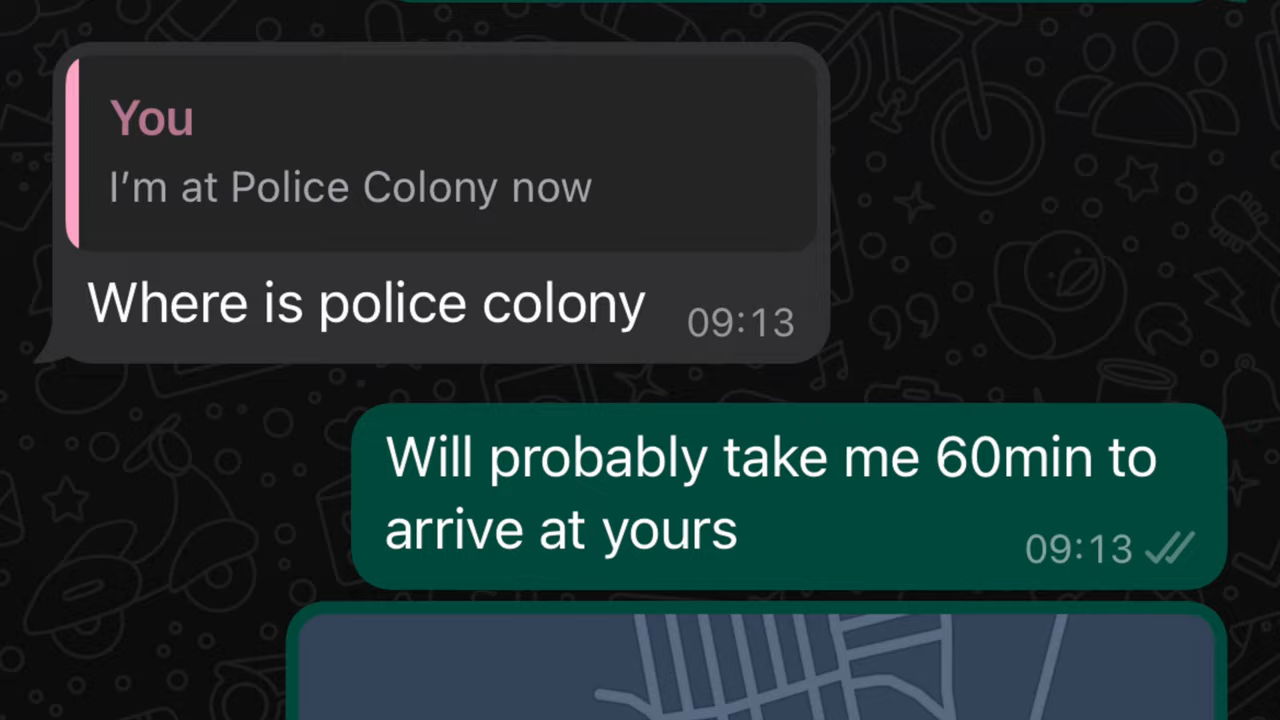 You
I’m at Police Colony now
Where is police colony
09:13
Will probably take me 60min to
arrive at yours
09:13